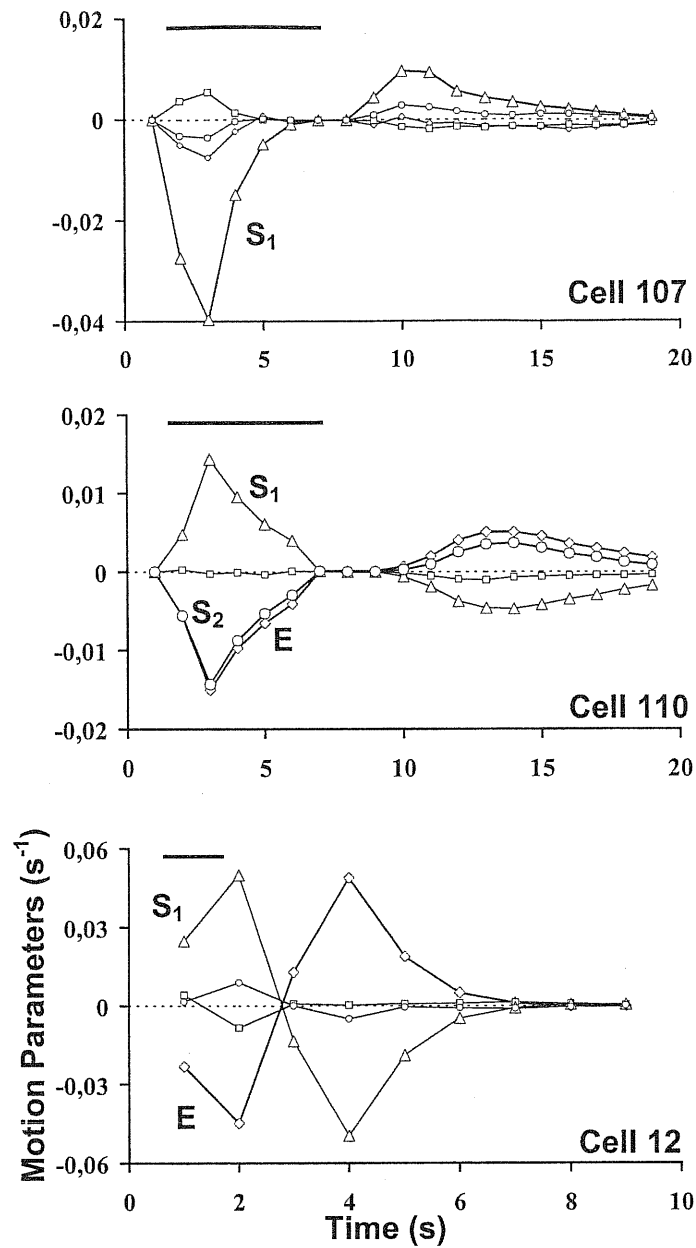 0,02
0
-0,02
-0,04
S1
Cell 107
0 5 10 15 20
0,02
0,01
0
-0,01
-0,02
S1
S2
E
Cell 110
0 5 10 15 20
Motion Parameters (s-1)
0,06
0,03
0
-0,03
-0,06
S1
E
Cell 12
0 2 4 6 8 10
Time (s)